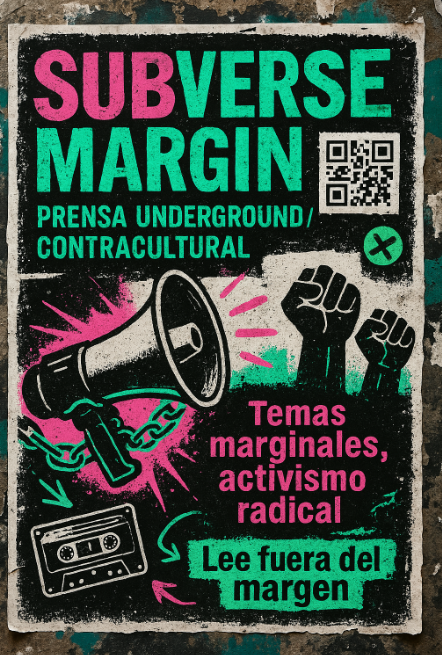 SUBVERSE
MARGIN
PRENSA UNDERGROUND/
CONTRACULTURAL
Temas
marginales,
activismo
radical
Lee fuera del
margen